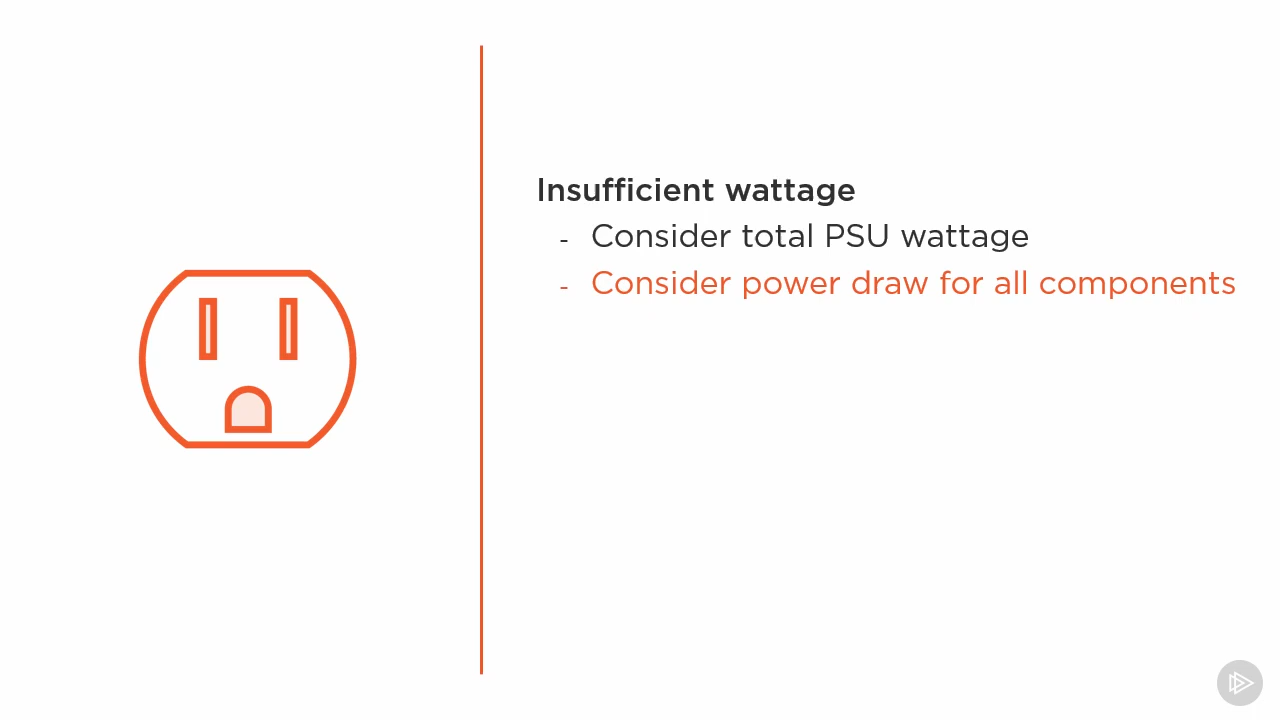 Insufficient wattage
- Consider total PSU wattage
- Consider power draw for all components